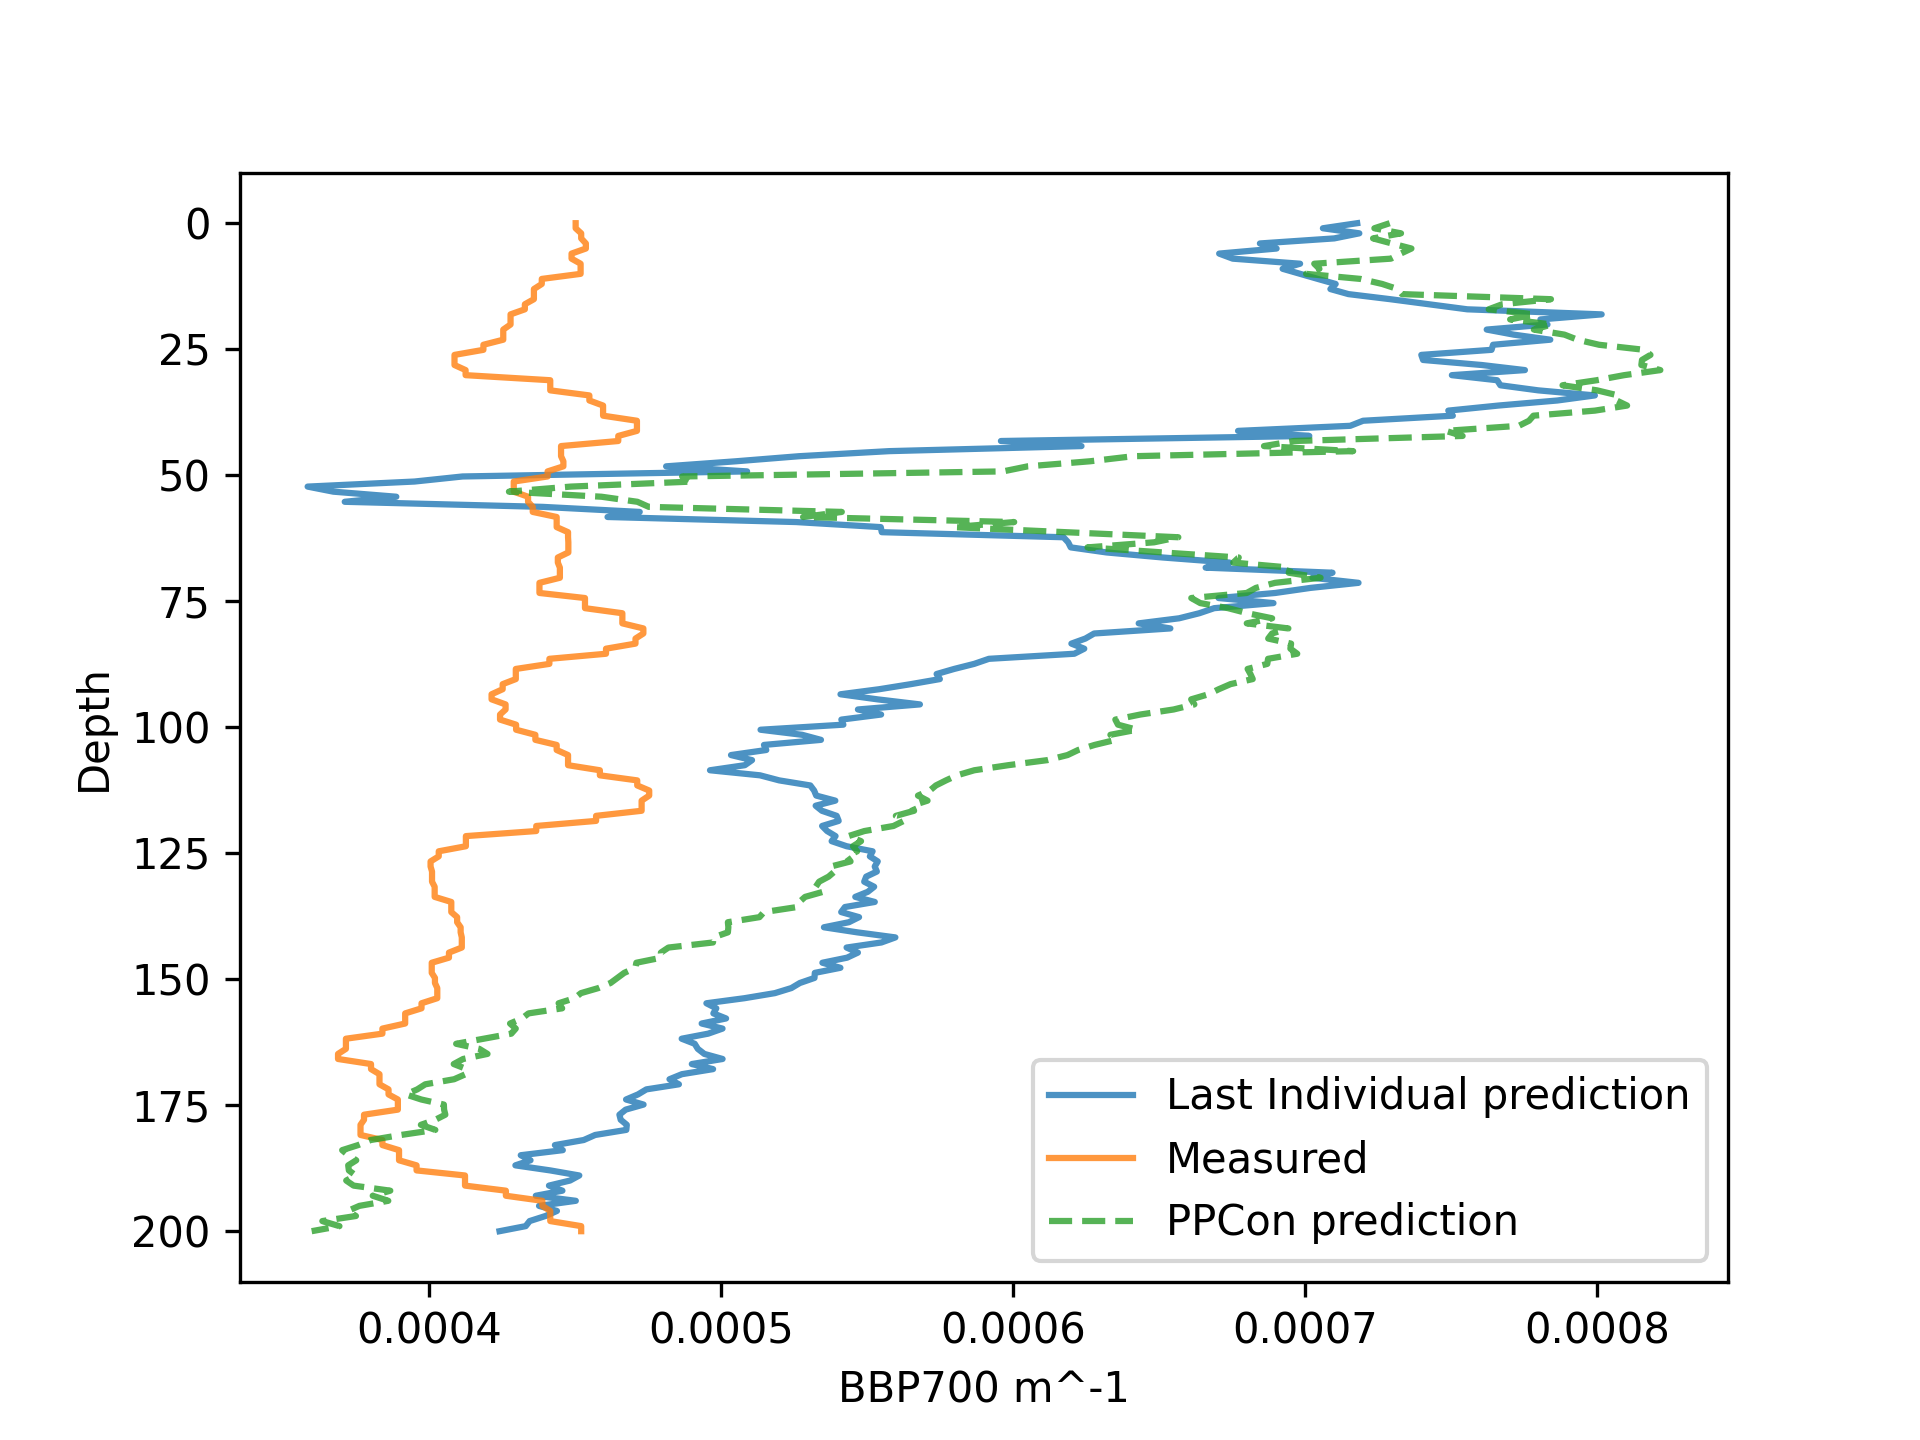 0
25
50
75
100
125
150
175
200
Depth
0.0004 0.0005 0.0006 0.0007 0.0008
BBP700 m^-1
Last Individual prediction
Measured
PPCon prediction